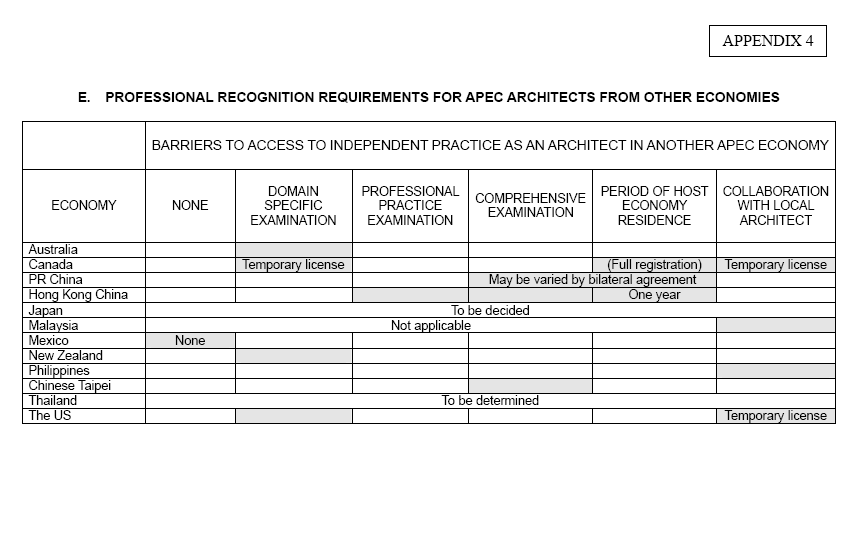 APPENDIX 4
E. PROFESSIONAL RECOGNITION REQUIREMENTS FOR APEC ARCHITECTS FROM OTHER ECONOMIES
BARRIERS TO ACCESS TO INDEPENDENT PRACTICE AS AN ARCHITECT IN ANOTHER APEC ECONOMY
ECONOMY
NONE
DOMAIN
SPECIFIC
EXAMINATION
PROFESSIONAL
PRACTICE
EXAMINATION
COMPREHENSIVE
EXAMINATION
PERIOD OF HOST
ECONOMY
RESIDENCE
COLLABORATION
WITH LOCAL
ARCHITECT
Australia
Canada Temporary license (Full registration) Temporary license
PR China May be varied by bilateral agreement
Hong Kong China One year
Japan To be decided
Malaysia Not applicable
Mexico None
New Zealand
Philippines
Chinese Taipei
Thailand To be determined
The US Temporary license